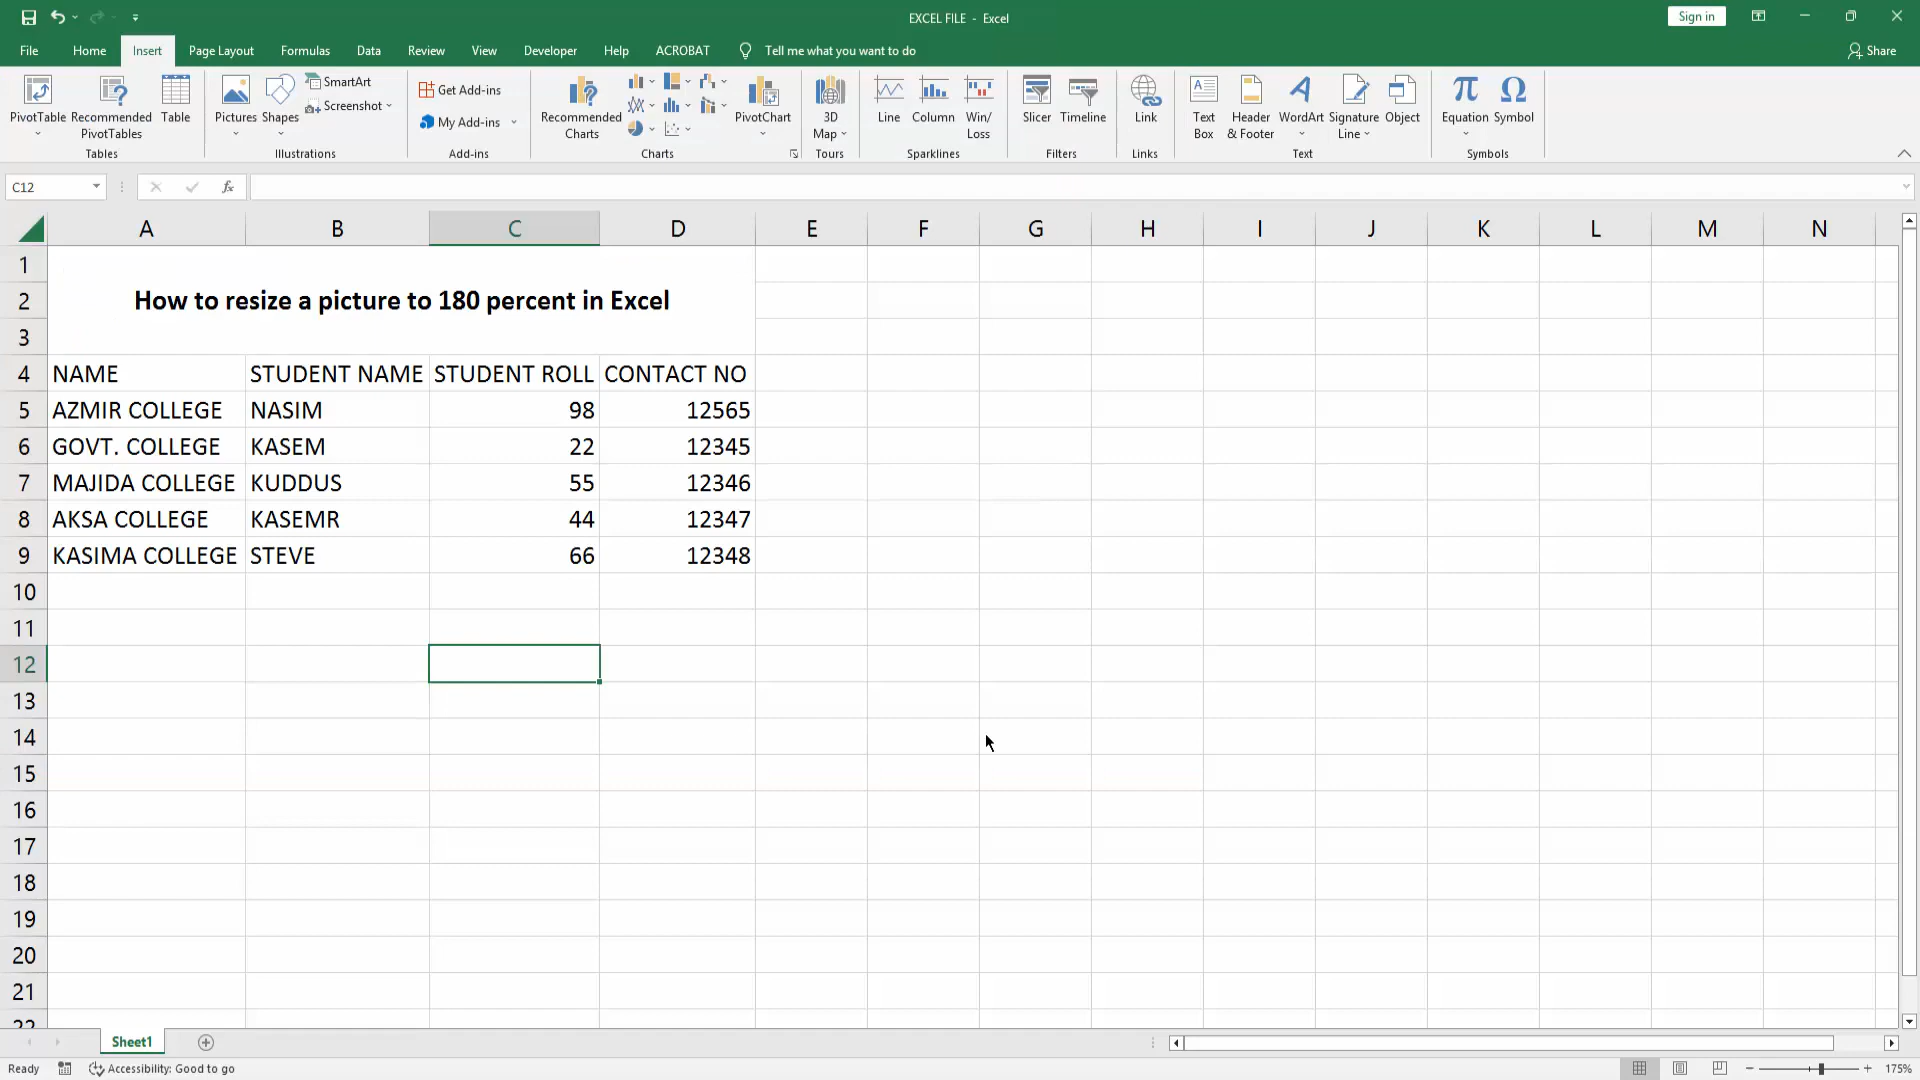 EXCEL FILE - Excel
Sign in
File Home Insert Page Layout Formulas Data Review View Developer Help ACROBAT Tell me what you want to do Share
PivotTable Recommended PivotTables Table
Tables
Pictures Shapes SmartArt Screenshot
Illustrations
Get Add-ins
My Add-ins
Add-ins
Recommended Charts PivotChart
Charts
3D Map
Tours
Line Column Win/Loss
Sparklines
Slicer Timeline
Filters
Link
Links
Text Box Header & Footer WordArt Signature Line Object
Text
Equation Symbol
Symbols
C12 fx
A B C D E F G H I J K L M N
1
2 How to resize a picture to 180 percent in Excel
3
4 NAME STUDENT NAME STUDENT ROLL CONTACT NO
5 AZMIR COLLEGE NASIM 98 12565
6 GOVT. COLLEGE KASEM 22 12345
7 MAJIDA COLLEGE KUDDUS 55 12346
8 AKSA COLLEGE KASEMR 44 12347
9 KASIMA COLLEGE STEVE 66 12348
10
11
12
13
14
15
16
17
18
19
20
21
22
Sheet1
Ready Accessibility: Good to go 175%